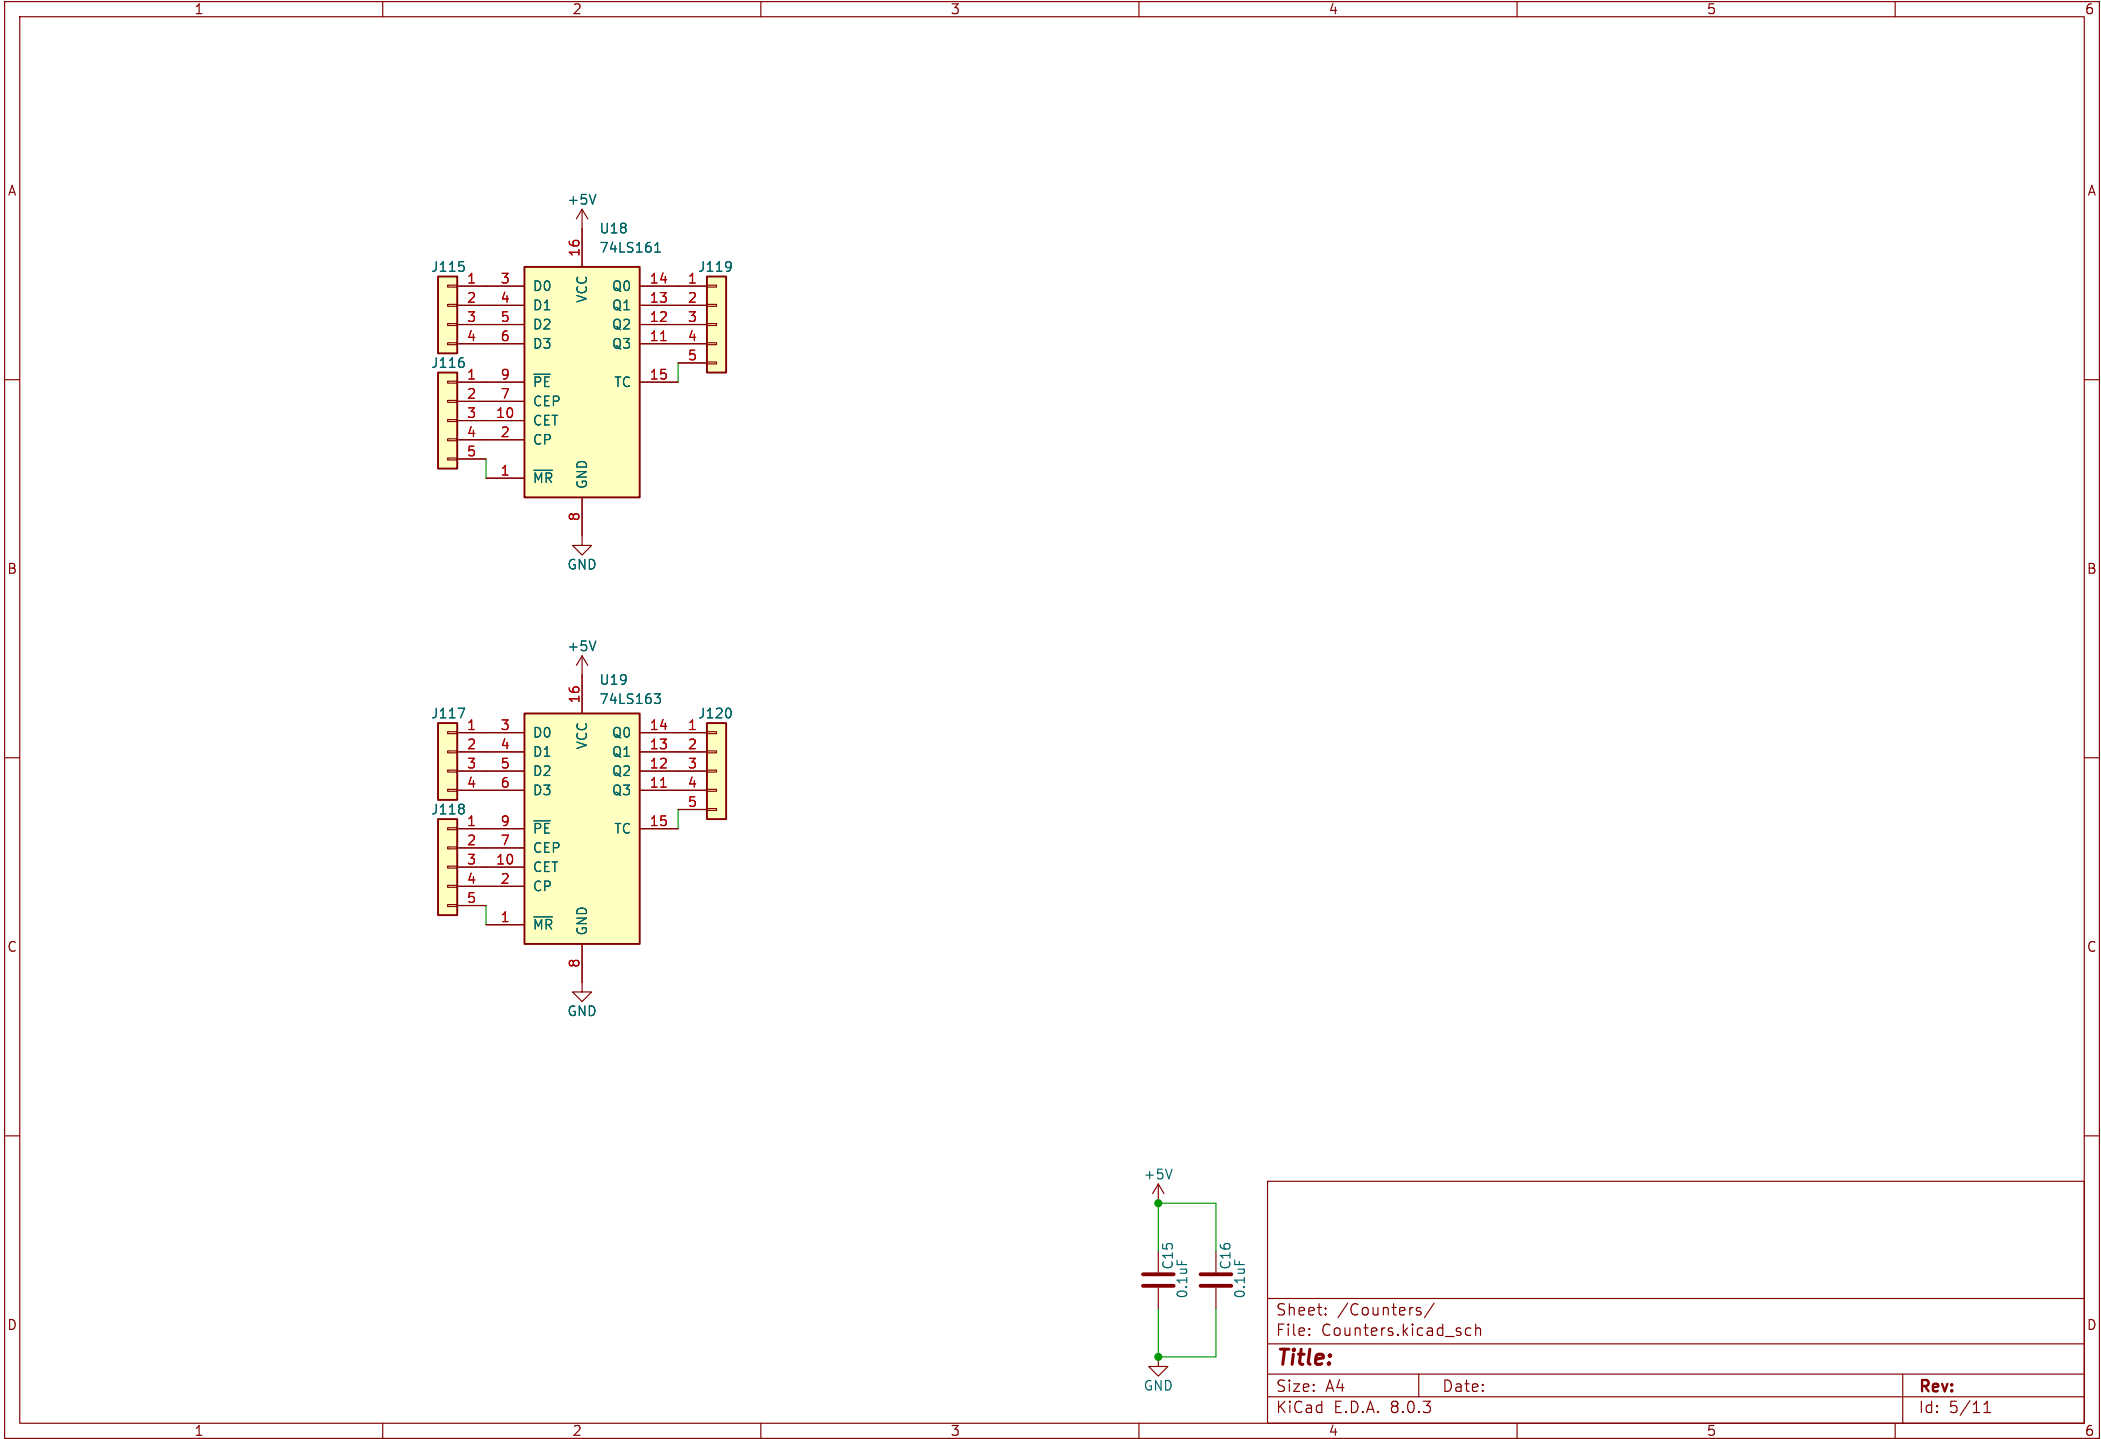 1 2 3 4 5 6
A A
+5V
U18
74LS161
16
J115 J119
1 3 D0 VCC Q0 14 1
2 4 D1 Q1 13 2
3 5 D2 Q2 12 3
4 6 D3 Q3 11 4
5
J116
1 9 PE TC 15
2 7 CEP
3 10 CET
4 2 CP
5
1 MR GND
8
GND
B B
+5V
U19
74LS163
16
J117 J120
1 3 D0 VCC Q0 14 1
2 4 D1 Q1 13 2
3 5 D2 Q2 12 3
4 6 D3 Q3 11 4
5
J118
1 9 PE TC 15
2 7 CEP
3 10 CET
4 2 CP
5
1 MR GND
8
GND
C C
+5V
C15
0.1uF
C16
0.1uF
GND
D D
Sheet: /Counters/
File: Counters.kicad_sch
Title:
Size: A4 Date: Rev:
KiCad E.D.A. 8.0.3 Id: 5/11
1 2 3 4 5 6